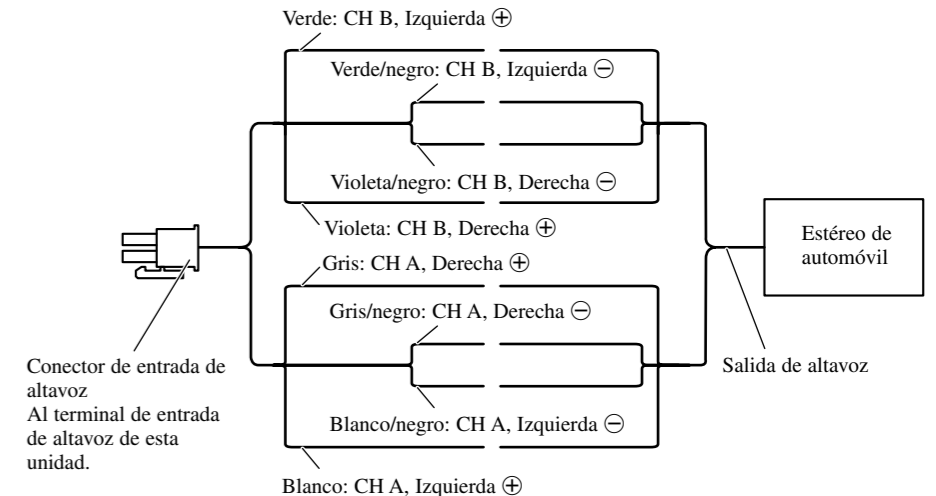 Verde: CH B, Izquierda ⊕
Verde/negro: CH B, Izquierda ⊖
Violeta/negro: CH B, Derecha ⊖
Violeta: CH B, Derecha ⊕
Gris: CH A, Derecha ⊕
Gris/negro: CH A, Derecha ⊖
Blanco/negro: CH A, Izquierda ⊖
Blanco: CH A, Izquierda ⊕
Conector de entrada de
altavoz
Al terminal de entrada
de altavoz de esta
unidad.
Estéreo de
automóvil
Salida de altavoz